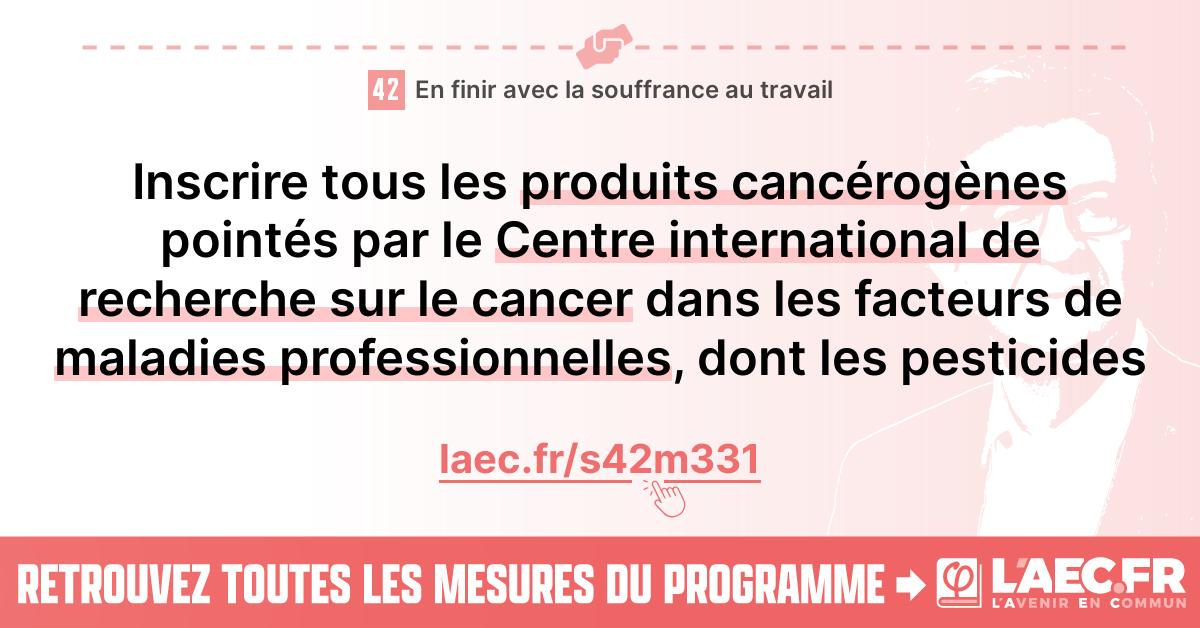 42 En finir avec la souffrance au travail
Inscrire tous les produits cancérogènes
pointés par le Centre international de
recherche sur le cancer dans les facteurs de
maladies professionnelles, dont les pesticides
laec.fr/s42m331
RETROUVEZ TOUTES LES MESURES DU PROGRAMME
L'AEC.FR
L'AVENIR EN COMMUN